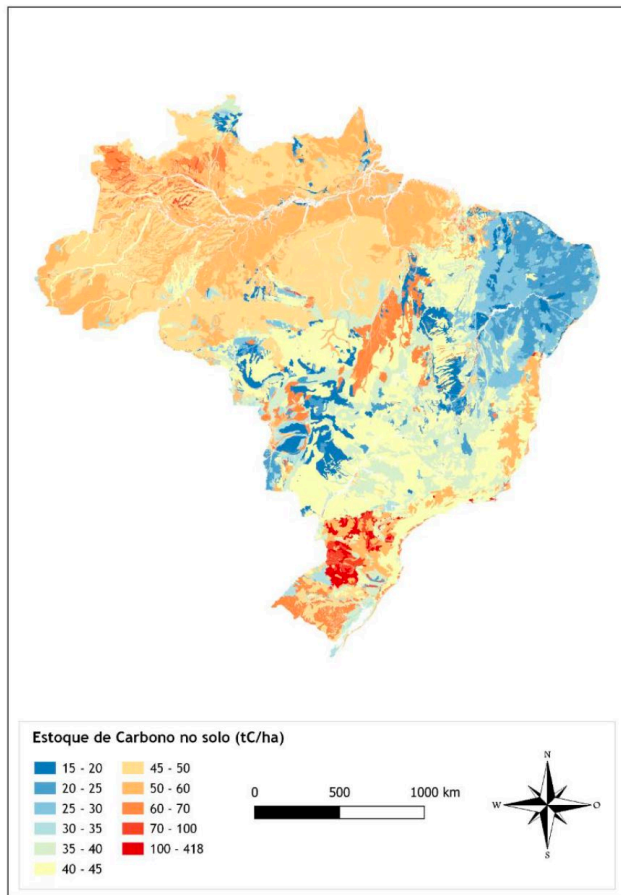 Estoque de Carbono no solo (tC/ha)
15 - 20
20 - 25
25 - 30
30 - 35
35 - 40
40 - 45
45 - 50
50 - 60
60 - 70
70 - 100
100 - 418
0 500 1000 km
N
W O
S